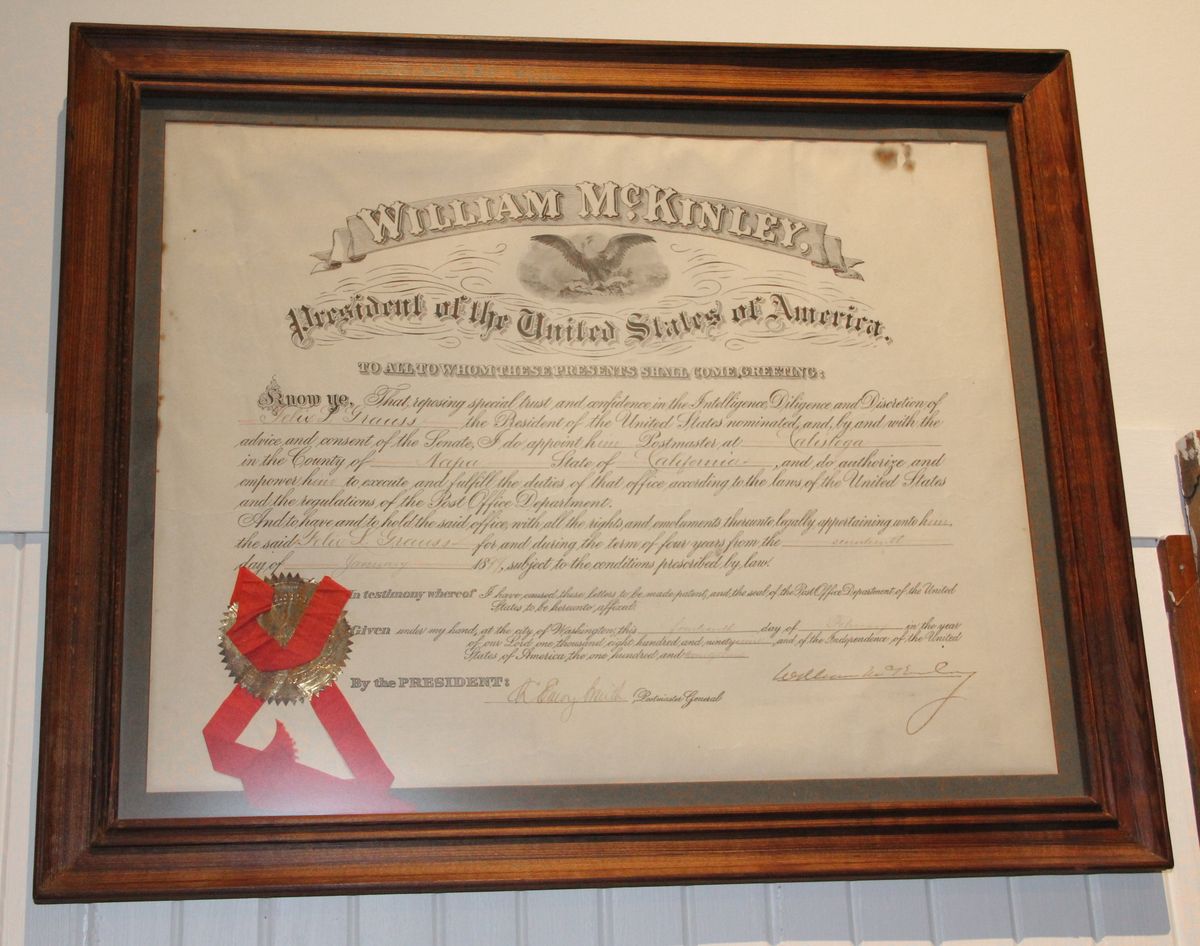 WILLIAM McKINLEY,
President of the United States of America.
TO ALL TO WHOM THESE PRESENTS SHALL COME, GREETING:
Know ye, That, reposing special trust and confidence in the Intelligence, Diligence and Discretion of
S. Grauss the President of the United States nominated, and, by and with the
advice and consent of the Senate, I do appoint him Postmaster at Calistoga
in the County of Napa State of California, and do authorize and
empower him to execute and fulfill the duties of that office according to the laws of the United States
and the regulations of the Post Office Department.
And to have and to hold the said office, with all the rights and emoluments thereunto legally appertaining unto him,
the said S. Grauss for and during the term of four years from the
day of January 189, subject to the conditions prescribed by law.
In testimony whereof I have caused these letters to be made patent, and the seal of the Post Office Department of the United
States to be hereunto affixed.
Given under my hand, at the city of Washington, this day of February in the year
of our Lord one thousand eight hundred and ninety, and of the Independence of the United
States of America the one hundred and
By the PRESIDENT:
William McKinley
Emory Smith, Postmaster General